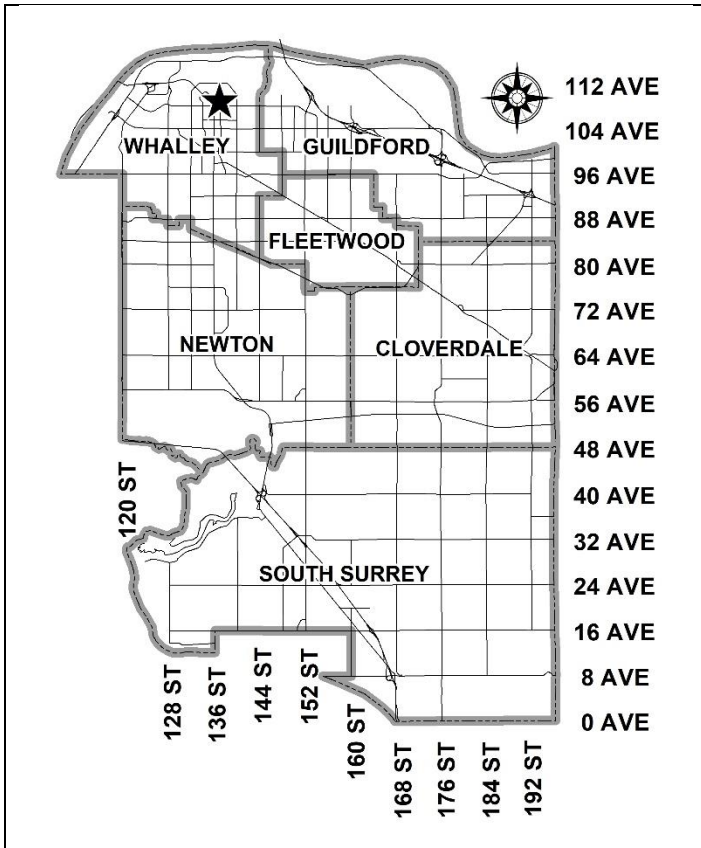 112 AVE
104 AVE
WHALLEY
GUILDFORD
96 AVE
88 AVE
FLEETWOOD
80 AVE
72 AVE
NEWTON
CLOVERDALE
64 AVE
56 AVE
48 AVE
120 ST
40 AVE
32 AVE
SOUTH SURREY
24 AVE
16 AVE
8 AVE
0 AVE
128 ST
136 ST
144 ST
152 ST
160 ST
168 ST
176 ST
184 ST
192 ST